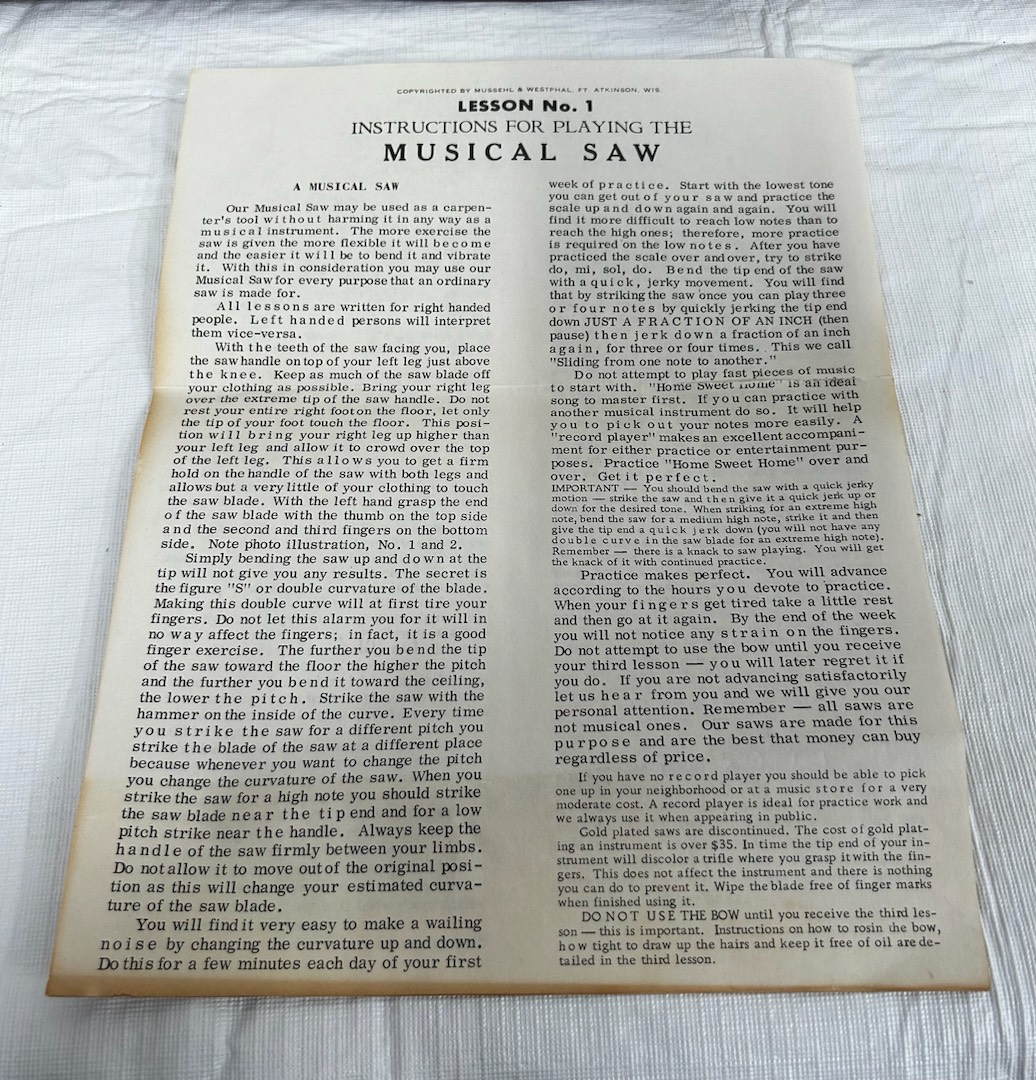 COPYRIGHTED BY MUSSEHL & WESTPHAL, FT. ATKINSON, WIS.
LESSON No. 1
INSTRUCTIONS FOR PLAYING THE
MUSICAL SAW
A MUSICAL SAW
Our Musical Saw may be used as a carpen-
ter's tool without harming it in any way as a
musical instrument. The more exercise the
saw is given the more flexible it will become
and the easier it will be to bend it and vibrate
it. With this in consideration you may use our
Musical Saw for every purpose that an ordinary
saw is made for.
All lessons are written for right handed
people. Left handed persons will interpret
them vice-versa.
With the teeth of the saw facing you, place
the saw handle on top of your left leg just above
the knee. Keep as much of the saw blade off
your clothing as possible. Bring your right leg
over the extreme tip of the saw handle. Do not
rest your entire right foot on the floor, let only
the tip of your foot touch the floor. This posi-
tion will bring your right leg up higher than
your left leg and allow it to crowd over the top
of the left leg. This allows you to get a firm
hold on the handle of the saw with both legs and
allows but a very little of your clothing to touch
the saw blade. With the left hand grasp the end
of the saw blade with the thumb on the top side
and the second and third fingers on the bottom
side. Note photo illustration, No. 1 and 2.
Simply bending the saw up and down at the
tip will not give you any results. The secret is
the figure "S" or double curvature of the blade.
Making this double curve will at first tire your
fingers. Do not let this alarm you for it will in
no way affect the fingers; in fact, it is a good
finger exercise. The further you bend the tip
of the saw toward the floor the higher the pitch
and the further you bend it toward the ceiling,
the lower the pitch. Strike the saw with the
hammer on the inside of the curve. Every time
you strike the saw for a different pitch you
strike the blade of the saw at a different place
because whenever you want to change the pitch
you change the curvature of the saw. When you
strike the saw for a high note you should strike
the saw blade near the tip end and for a low
pitch strike near the handle. Always keep the
handle of the saw firmly between your limbs.
Do not allow it to move out of the original posi-
tion as this will change your estimated curva-
ture of the saw blade.
You will find it very easy to make a wailing
noise by changing the curvature up and down.
Do this for a few minutes each day of your first
week of practice. Start with the lowest tone
you can get out of your saw and practice the
scale up and down again and again. You will
find it more difficult to reach low notes than to
reach the high ones; therefore, more practice
is required on the low notes. After you have
practiced the scale over and over, try to strike
do, mi, sol, do. Bend the tip end of the saw
with a quick, jerky movement. You will find
that by striking the saw once you can play three
or four notes by quickly jerking the tip end
down JUST A FRACTION OF AN INCH (then
pause) then jerk down a fraction of an inch
again, for three or four times. This we call
"Sliding from one note to another."
Do not attempt to play fast pieces of music
to start with. "Home Sweet Home" is an ideal
song to master first. If you can practice with
another musical instrument do so. It will help
you to pick out your notes more easily. A
"record player" makes an excellent accompani-
ment for either practice or entertainment pur-
poses. Practice "Home Sweet Home" over and
over. Get it perfect.
IMPORTANT — You should bend the saw with a quick jerky
motion — strike the saw and then give it a quick jerk up or
down for the desired tone. When striking for an extreme high
note, bend the saw for a medium high note, strike it and then
give the tip end a quick jerk down (you will not have any
double curve in the saw blade for an extreme high note).
Remember — there is a knack to saw playing. You will get
the knack of it with continued practice.
Practice makes perfect. You will advance
according to the hours you devote to practice.
When your fingers get tired take a little rest
and then go at it again. By the end of the week
you will not notice any strain on the fingers.
Do not attempt to use the bow until you receive
your third lesson — you will later regret it if
you do. If you are not advancing satisfactorily
let us hear from you and we will give you our
personal attention. Remember — all saws are
not musical ones. Our saws are made for this
purpose and are the best that money can buy
regardless of price.
If you have no record player you should be able to pick
one up in your neighborhood or at a music store for a very
moderate cost. A record player is ideal for practice work and
we always use it when appearing in public.
Gold plated saws are discontinued. The cost of gold plat-
ing an instrument is over $35. In time the tip end of your in-
strument will discolor a trifle where you grasp it with the fin-
gers. This does not affect the instrument and there is nothing
you can do to prevent it. Wipe the blade free of finger marks
when finished using it.
DO NOT USE THE BOW until you receive the third les-
son — this is important. Instructions on how to rosin the bow,
how tight to draw up the hairs and keep it free of oil are de-
tailed in the third lesson.